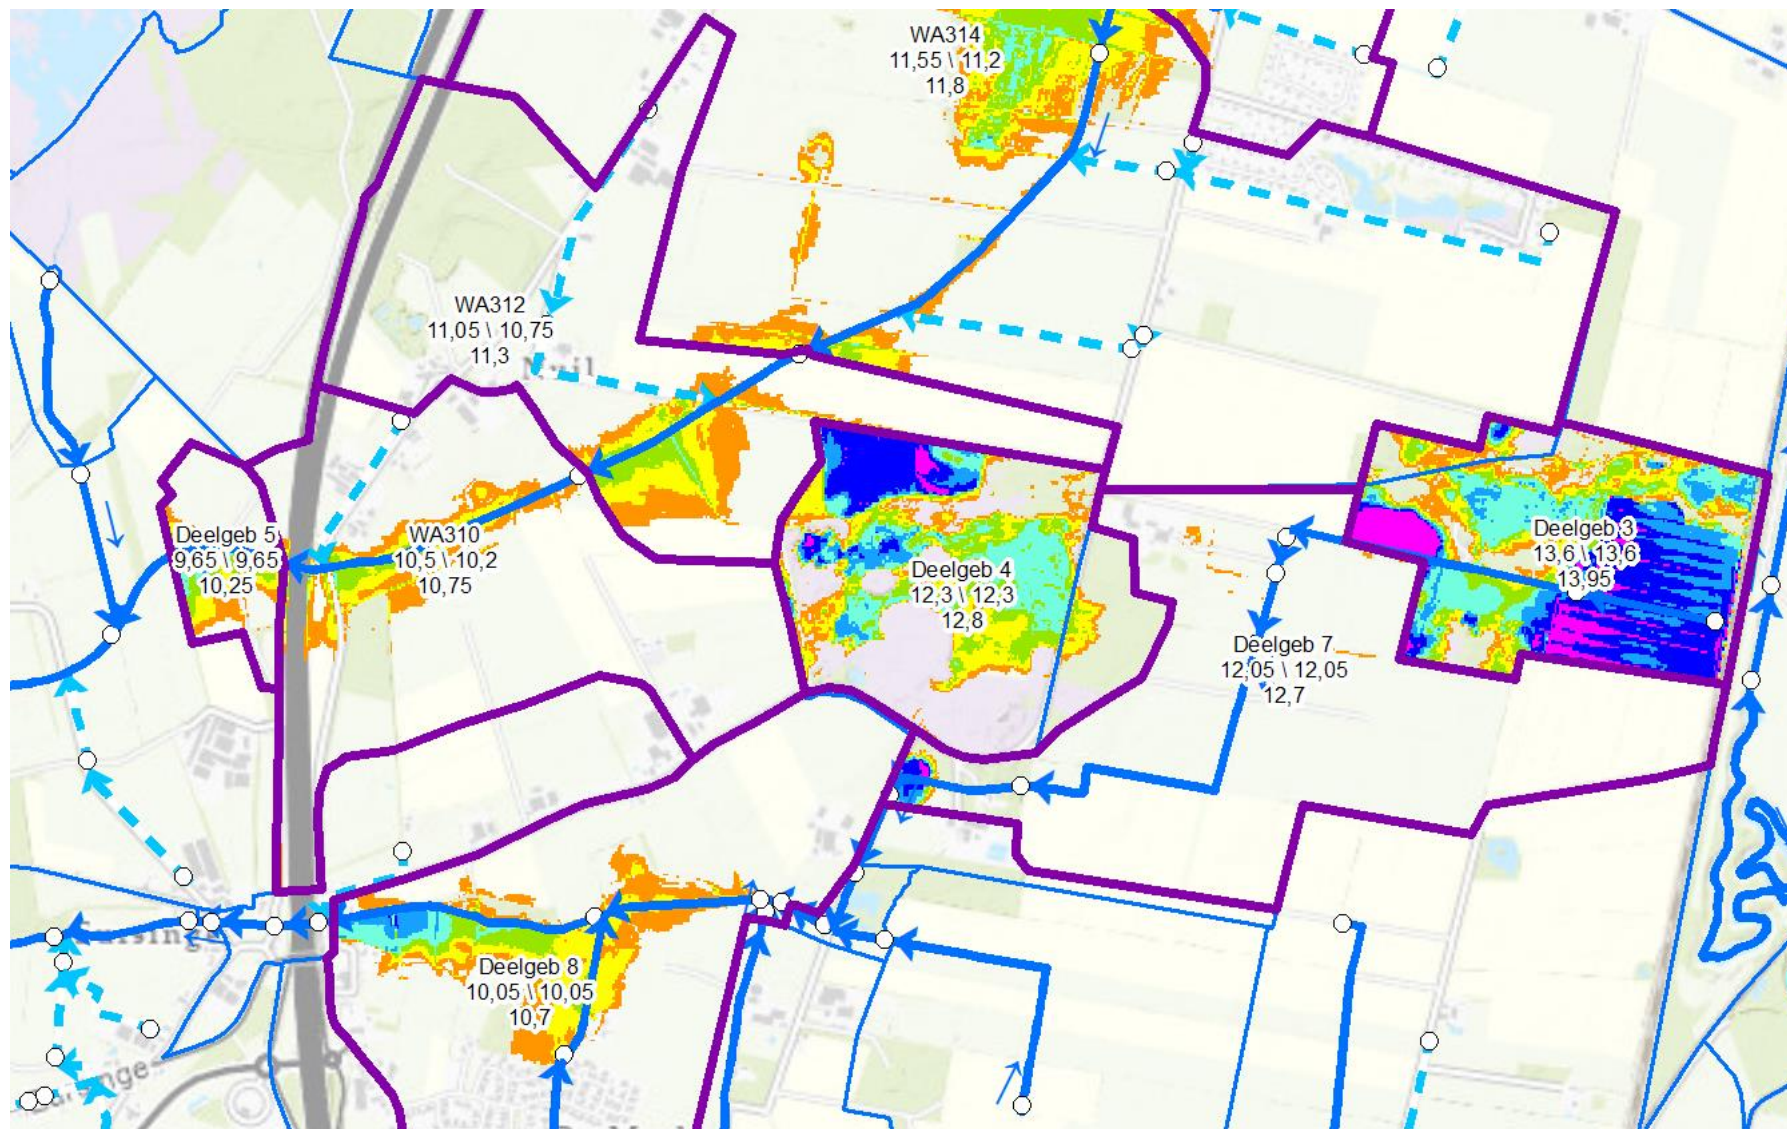 WA314
11,55 \ 11,2
11,8
WA312
11,05 \ 10,75
11,3
Nuil
Deelgeb 5
9,65 \ 9,65
10,25
WA310
10,5 \ 10,2
10,75
Deelgeb 3
13,6 \ 13,6
13,95
Deelgeb 4
12,3 \ 12,3
12,8
Deelgeb 7
12,05 \ 12,05
12,7
Deelgeb 8
10,05 \ 10,05
10,7